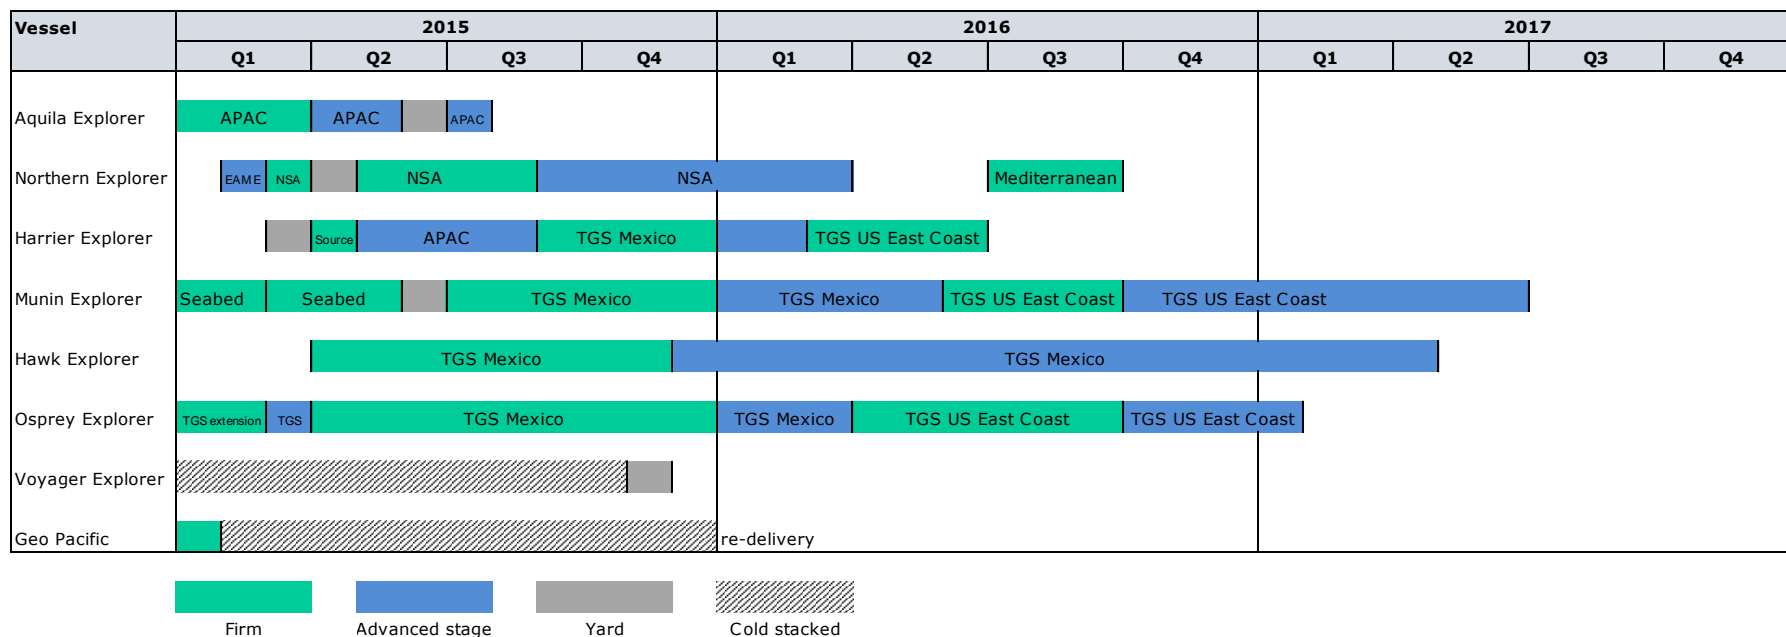 Vessel 2015 2016 2017
Q1 Q2 Q3 Q4 Q1 Q2 Q3 Q4 Q1 Q2 Q3 Q4
Aquila Explorer APAC APAC APAC
Northern Explorer EAME NSA NSA NSA Mediterranean
Harrier Explorer Source APAC TGS Mexico TGS US East Coast
Munin Explorer Seabed Seabed TGS Mexico TGS Mexico TGS US East Coast TGS US East Coast
Hawk Explorer TGS Mexico TGS Mexico
Osprey Explorer TGS extension TGS TGS Mexico TGS Mexico TGS US East Coast TGS US East Coast
Voyager Explorer
Geo Pacific re-delivery
Firm Advanced stage Yard Cold stacked